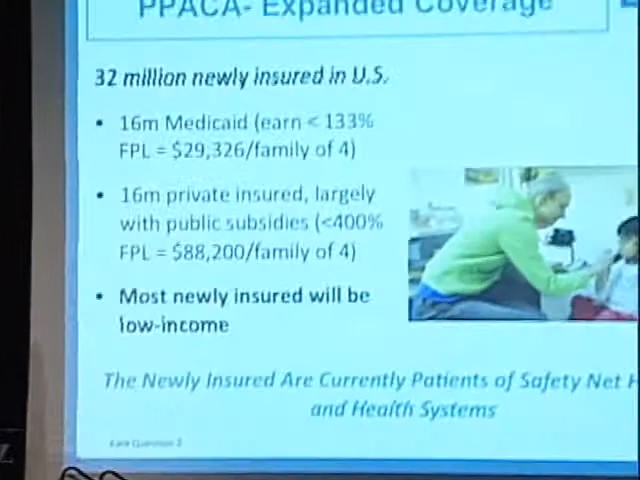 PPACA- Expanded Coverage
32 million newly insured in U.S.
• 16m Medicaid (earn < 133%
FPL = $29,326/family of 4)
• 16m private insured, largely
with public subsidies (<400%
FPL = $88,200/family of 4)
• Most newly insured will be
low-income
The Newly Insured Are Currently Patients of Safety Net
and Health Systems